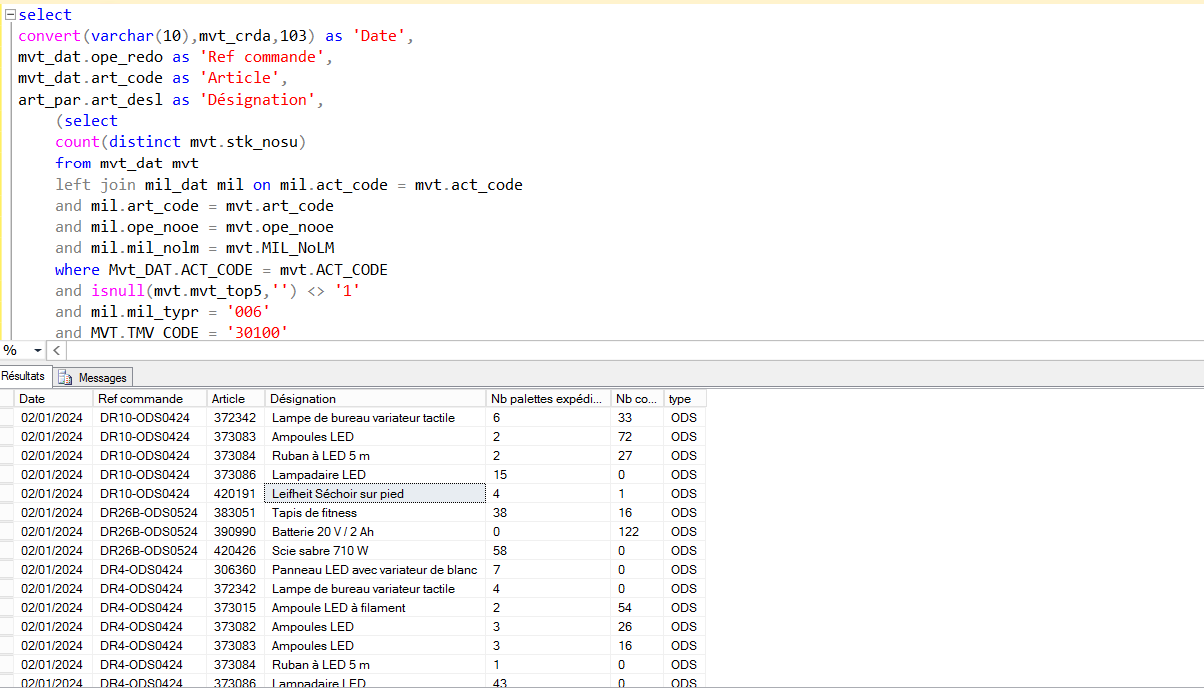 select
convert(varchar(10),mvt_crda,103) as 'Date',
mvt_dat.ope_redo as 'Ref commande',
mvt_dat.art_code as 'Article',
art_par.art_desl as 'Désignation',
(select
count(distinct mvt.stk_nosu)
from mvt_dat mvt
left join mil_dat mil on mil.act_code = mvt.act_code
and mil.art_code = mvt.art_code
and mil.ope_nooe = mvt.ope_nooe
and mil.mil_nolm = mvt.MIL_NoLM
where Mvt_DAT.ACT_CODE = mvt.ACT_CODE
and isnull(mvt.mvt_top5,'') <> '1'
and mil.mil_typr = '006'
and MVT.TMV_CODE = '30100'
%
Résultats Messages
Date Ref commande Article Désignation Nb palettes expédi... Nb co... type
02/01/2024 DR10-ODS0424 372342 Lampe de bureau variateur tactile 6 33 ODS
02/01/2024 DR10-ODS0424 373083 Ampoules LED 2 72 ODS
02/01/2024 DR10-ODS0424 373084 Ruban à LED 5 m 2 27 ODS
02/01/2024 DR10-ODS0424 373086 Lampadaire LED 15 0 ODS
02/01/2024 DR10-ODS0424 420191 Leifheit Séchoir sur pied 4 1 ODS
02/01/2024 DR26B-ODS0524 383051 Tapis de fitness 38 16 ODS
02/01/2024 DR26B-ODS0524 390990 Batterie 20 V / 2 Ah 0 122 ODS
02/01/2024 DR26B-ODS0524 420426 Scie sabre 710 W 58 0 ODS
02/01/2024 DR4-ODS0424 306360 Panneau LED avec variateur de blanc 7 0 ODS
02/01/2024 DR4-ODS0424 372342 Lampe de bureau variateur tactile 4 0 ODS
02/01/2024 DR4-ODS0424 373015 Ampoule LED à filament 2 54 ODS
02/01/2024 DR4-ODS0424 373082 Ampoules LED 3 26 ODS
02/01/2024 DR4-ODS0424 373083 Ampoules LED 3 16 ODS
02/01/2024 DR4-ODS0424 373084 Ruban à LED 5 m 1 0 ODS
02/01/2024 DR4-ODS0424 373086 Lampadaire LED 43 0 ODS